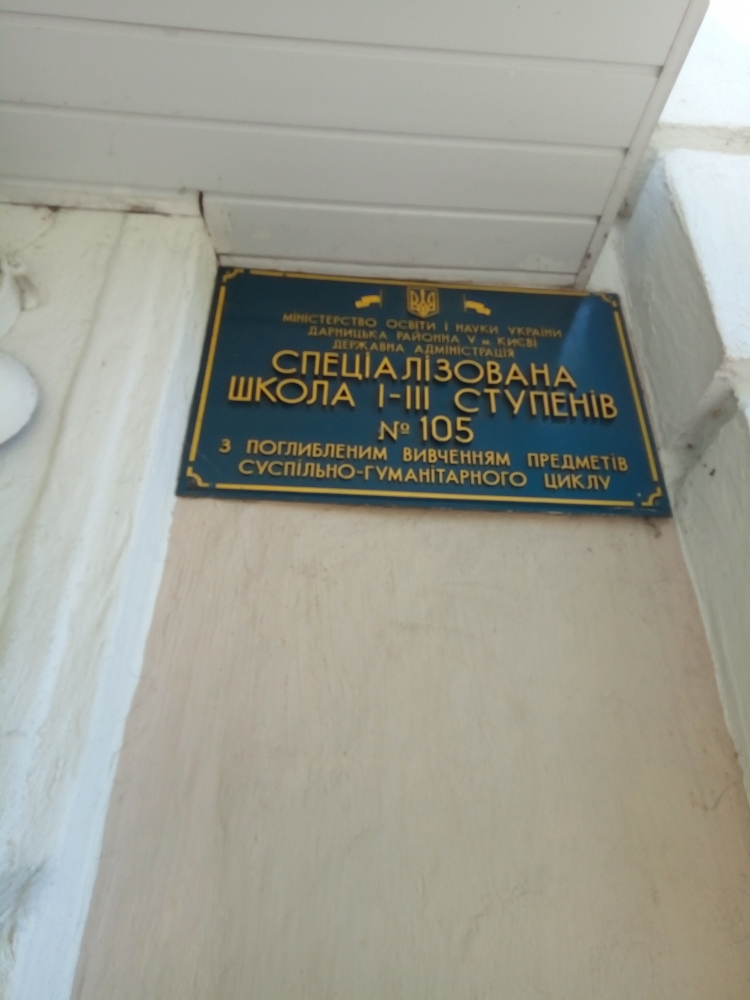 МІНІСТЕРСТВО ОСВІТИ І НАУКИ УКРАЇНИ
ДАРНИЦЬКА РАЙОННА У м. КИЄВІ
ДЕРЖАВНА АДМІНІСТРАЦІЯ
СПЕЦІАЛІЗОВАНА
ШКОЛА І-ІІІ СТУПЕНІВ
№ 105
З ПОГЛИБЛЕНИМ ВИВЧЕННЯМ ПРЕДМЕТІВ
СУСПІЛЬНО-ГУМАНІТАРНОГО ЦИКЛУ